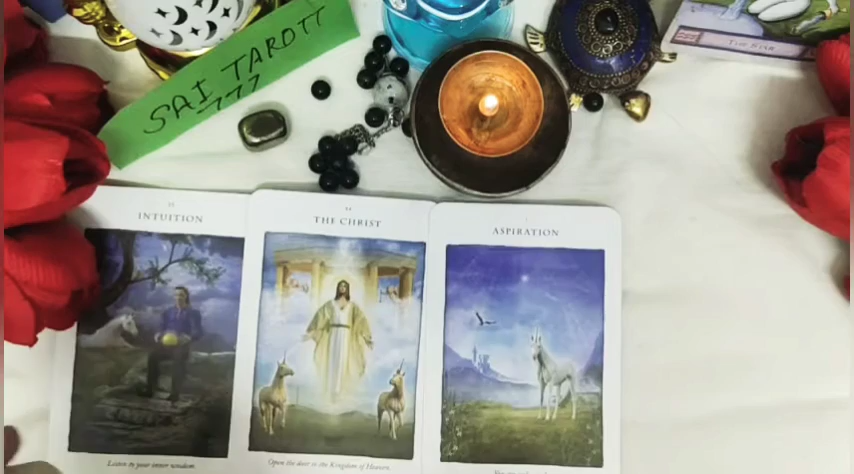 SAI TAROTT
777
THE STAR
INTUITION
THE CHRIST
ASPIRATION
Listen to your inner wisdom.
Open the door to the Kingdom of Heaven.